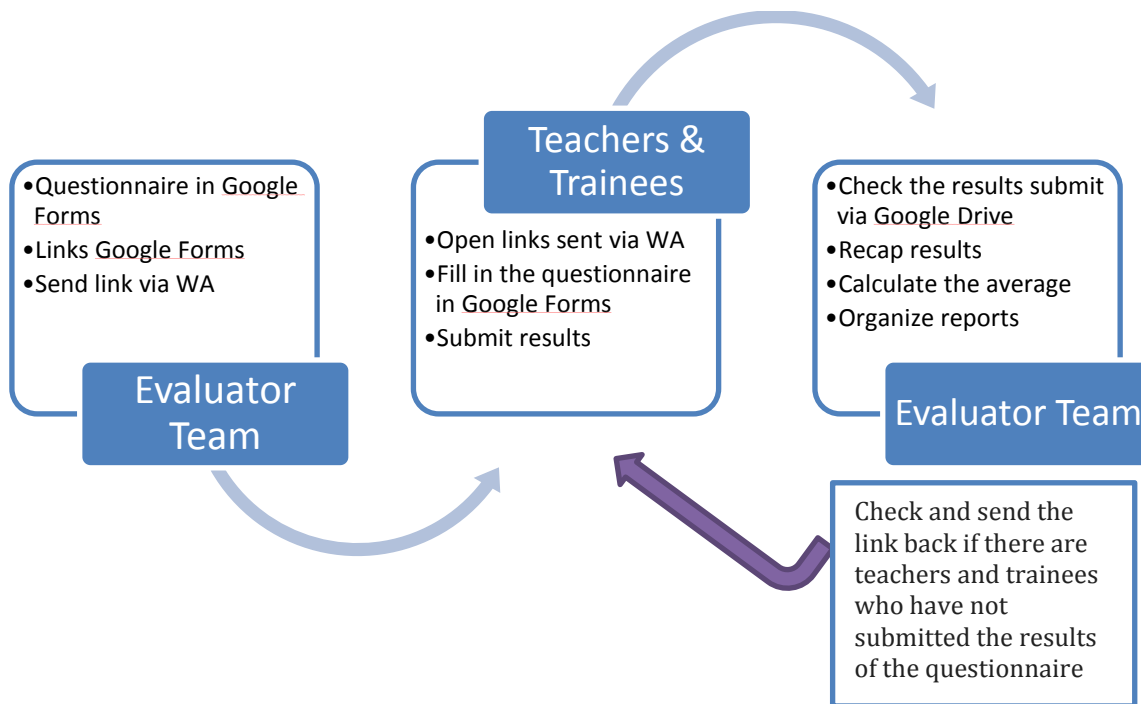 •Questionnaire in Google
Forms
•Links Google Forms
•Send link via WA
Evaluator
Team
Teachers &
Trainees
•Open links sent via WA
•Fill in the questionnaire
in Google Forms
•Submit results
•Check the results submit
via Google Drive
•Recap results
•Calculate the average
•Organize reports
Evaluator Team
Check and send the
link back if there are
teachers and trainees
who have not
submitted the results
of the questionnaire